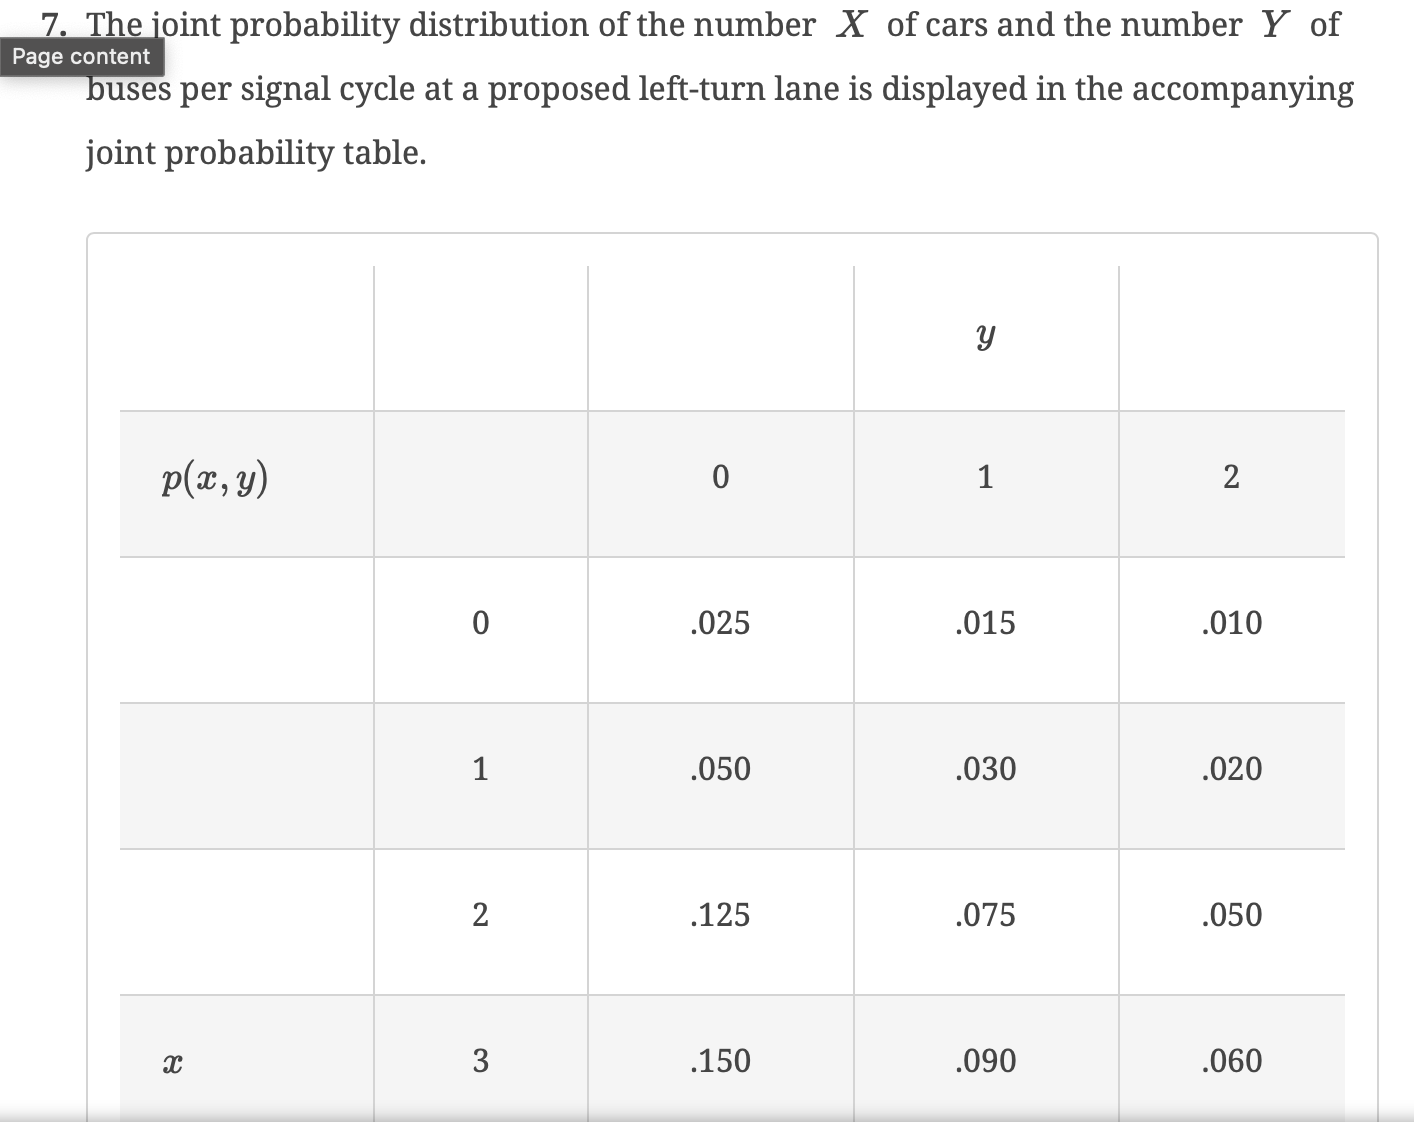 7. The joint probability distribution of the number X of cars and the number Y of
Page content
buses per signal cycle at a proposed left-turn lane is displayed in the accompanying
joint probability table.
y
p(x, y) 0 1 2
0 .025 .015 .010
1 .050 .030 .020
2 .125 .075 .050
x 3 .150 .090 .060